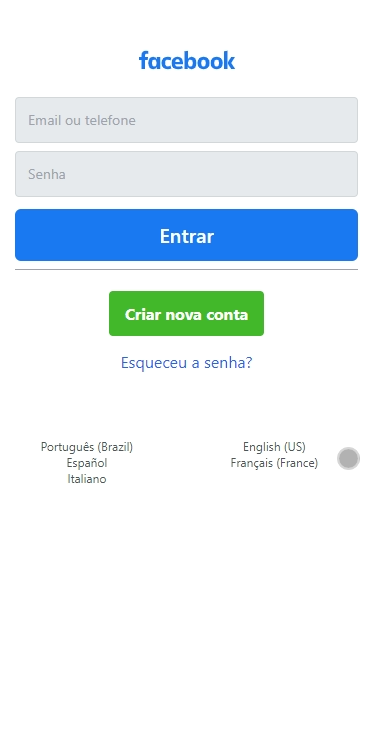 facebook
Email ou telefone
Senha
Entrar
Criar nova conta
Esqueceu a senha?
Português (Brazil)
English (US)
Español
Français (France)
Italiano